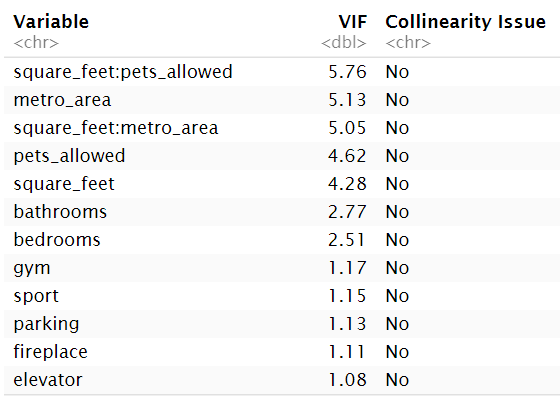 Variable VIF Collinearity Issue
<chr> <dbl> <chr>
square_feet:pets_allowed 5.76 No
metro_area 5.13 No
square_feet:metro_area 5.05 No
pets_allowed 4.62 No
square_feet 4.28 No
bathrooms 2.77 No
bedrooms 2.51 No
gym 1.17 No
sport 1.15 No
parking 1.13 No
fireplace 1.11 No
elevator 1.08 No